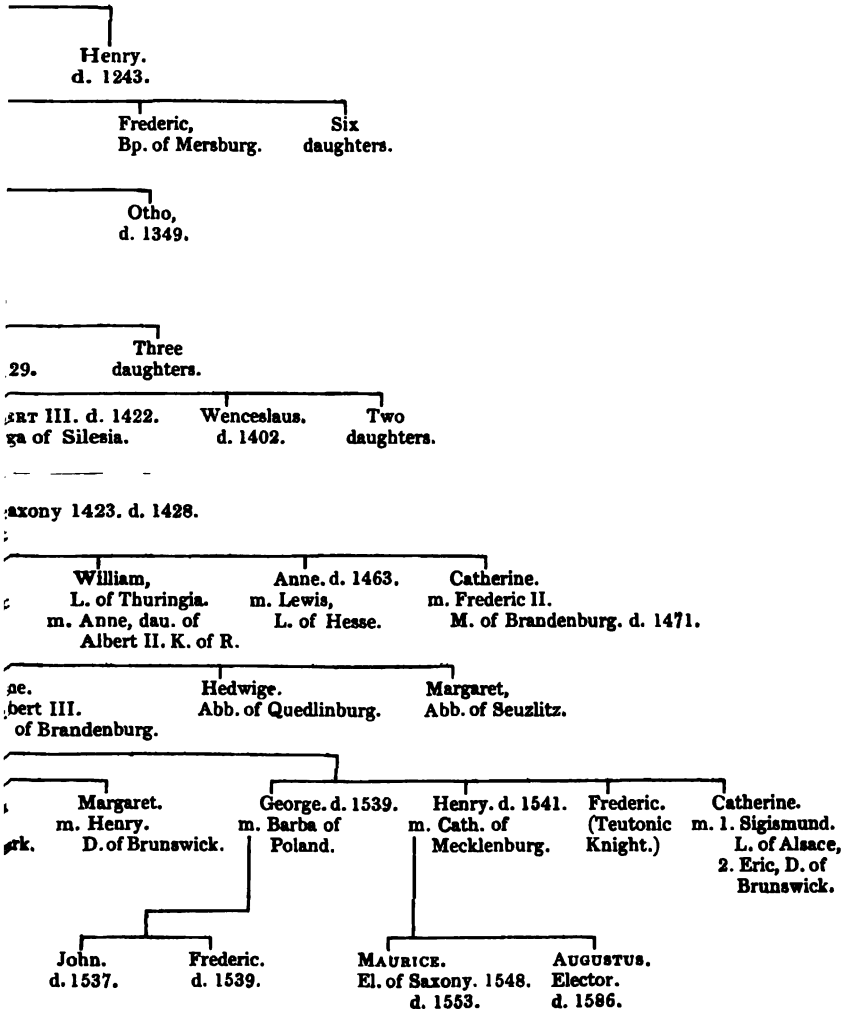 Henry.
d. 1243.
Frederic,
Bp. of Mersburg.
Six
daughters.
Otho,
d. 1349.
Three
daughters.
29.
III. d. 1422.
of Silesia.
Wenceslaus.
d. 1402.
Two
daughters.
axony 1423. d. 1428.
William,
L. of Thuringia.
m. Anne, dau. of
Albert II. K. of R.
Anne. d. 1463.
m. Lewis,
L. of Hesse.
Catherine.
m. Frederic II.
M. of Brandenburg. d. 1471.
ne.
bert III.
of Brandenburg.
Hedwige.
Abb. of Quedlinburg.
Margaret,
Abb. of Seuzlitz.
Margaret.
m. Henry.
D. of Brunswick.
George. d. 1539.
m. Barba of
Poland.
Henry. d. 1541.
m. Cath. of
Mecklenburg.
Frederic.
(Teutonic
Knight.)
Catherine.
m. 1. Sigismund.
L. of Alsace,
2. Eric, D. of
Brunswick.
John.
d. 1537.
Frederic.
d. 1539.
MAURICE.
El. of Saxony. 1548.
d. 1553.
AUGUSTUS.
Elector.
d. 1586.